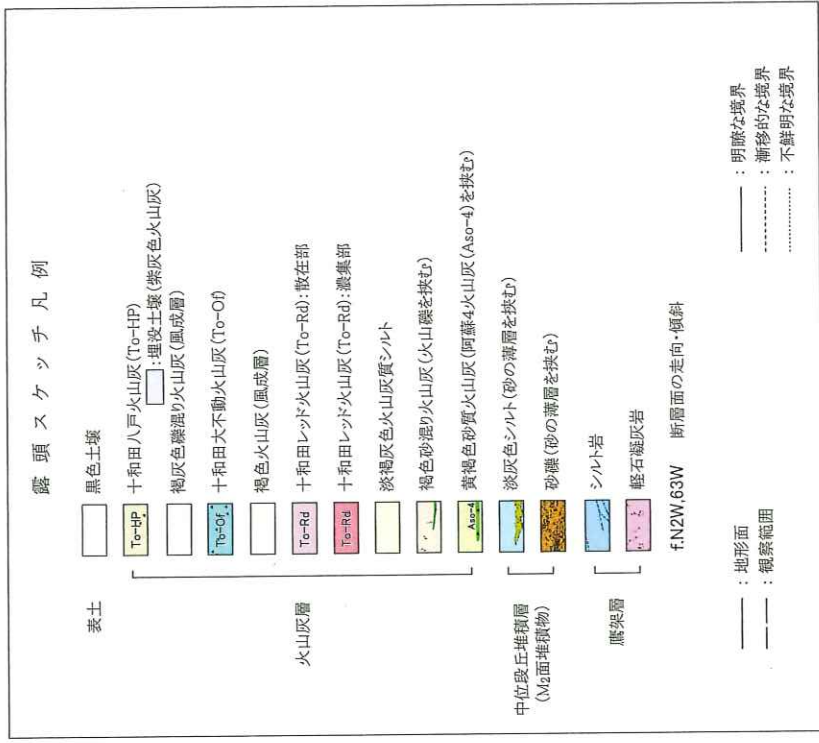 露頭スケッチ凡例
表土
黒色土壌
火山灰層
To-HP 十和田八戸火山灰(To-HP)
:埋没土壌(紫灰色火山灰)
褐灰色礫混り火山灰(風成層)
To-Of 十和田大不動火山灰(To-Of)
褐色火山灰(風成層)
To-Rd 十和田レッド火山灰(To-Rd):散在部
To-Rd 十和田レッド火山灰(To-Rd):濃集部
淡褐灰色火山灰質シルト
褐色砂混り火山灰(火山礫を挟む)
Aso-4 黄褐色砂質火山灰(阿蘇4火山灰(Aso-4)を挟む)
中位段丘堆積層
(M2面堆積物)
淡灰色シルト(砂の薄層を挟む)
砂礫(砂の薄層を挟む)
鷹架層
シルト岩
軽石凝灰岩
f.N2W,63W 断層面の走向・傾斜
:地形面
:観察範囲
:明瞭な境界
:漸移的な境界
:不鮮明な境界